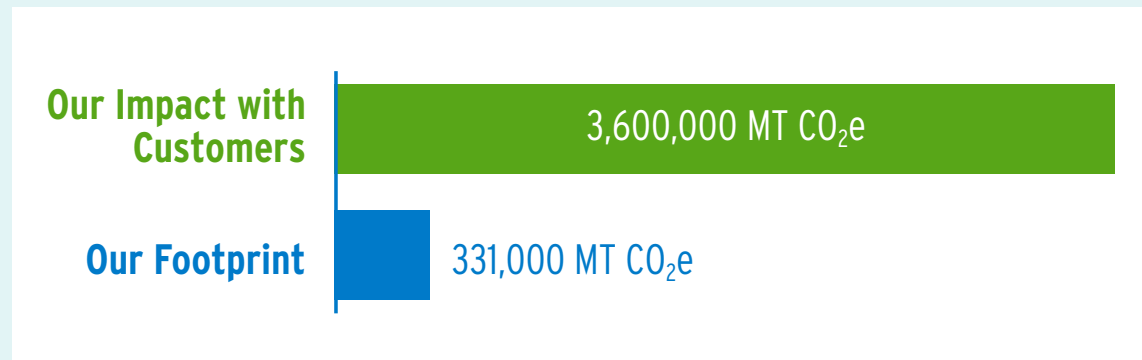 Our Impact with
Customers
3,600,000 MT CO₂e
Our Footprint
331,000 MT CO₂e